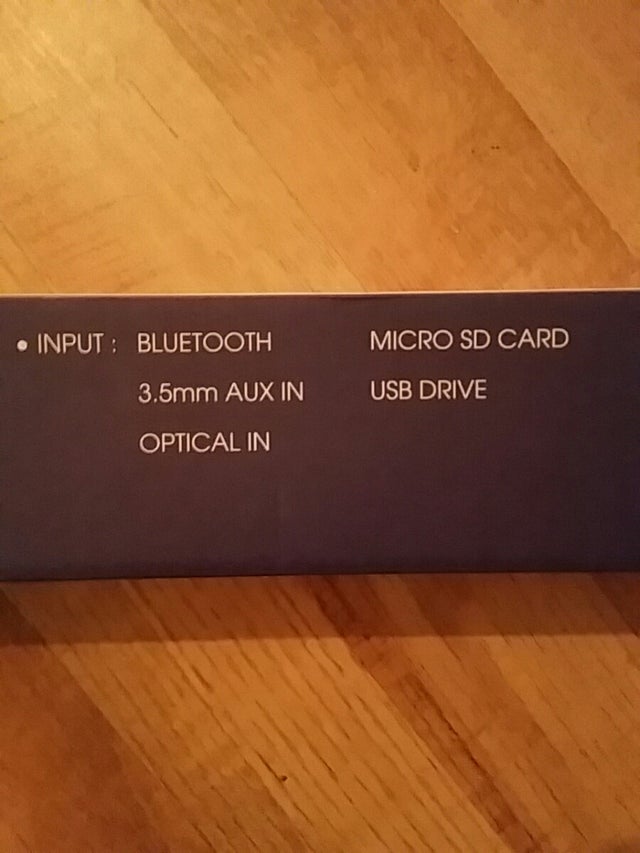 • INPUT : BLUETOOTH MICRO SD CARD
3.5mm AUX IN USB DRIVE
OPTICAL IN